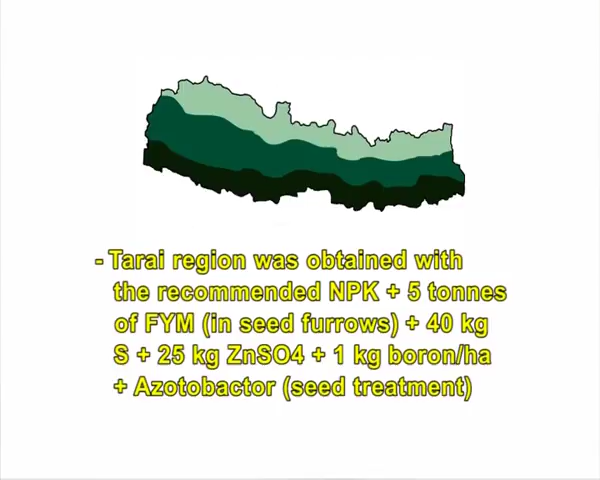 - Tarai region was obtained with
the recommended NPK + 5 tonnes
of FYM (in seed furrows) + 40 kg
S + 25 kg ZnSO4 + 1 kg boron/ha
+ Azotobactor (seed treatment)